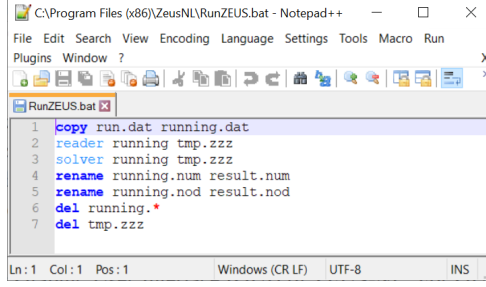 C:\Program Files (x86)\ZeusNL\RunZEUS.bat - Notepad++
File Edit Search View Encoding Language Settings Tools Macro Run
Plugins Window ? X
RunZEUS.bat
1 copy run.dat running.dat
2 reader running tmp.zzz
3 solver running tmp.zzz
4 rename running.num result.num
5 rename running.nod result.nod
6 del running.*
7 del tmp.zzz
Ln : 1 Col : 1 Pos : 1 Windows (CR LF) UTF-8 INS